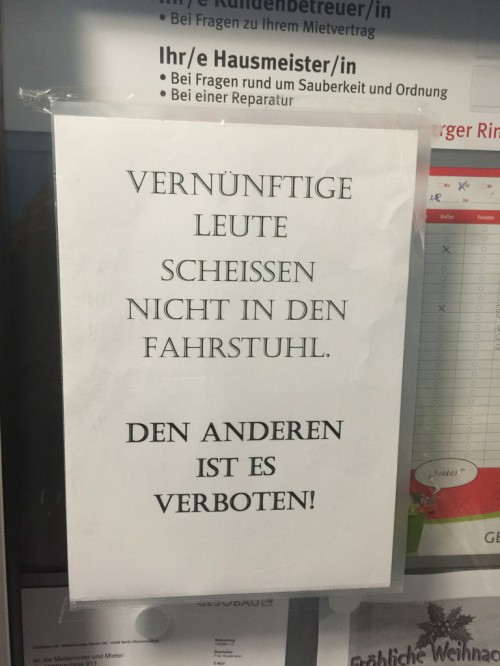 Kundenbetreuer/in
• Bei Fragen zu Ihrem Mietvertrag
Ihr/e Hausmeister/in
• Bei Fragen rund um Sauberkeit und Ordnung
• Bei einer Reparatur
VERNÜNFTIGE
LEUTE
SCHEISSEN
NICHT IN DEN
FAHRSTUHL.
DEN ANDEREN
IST ES
VERBOTEN!
GESOBAU
Fröhliche Weihnac